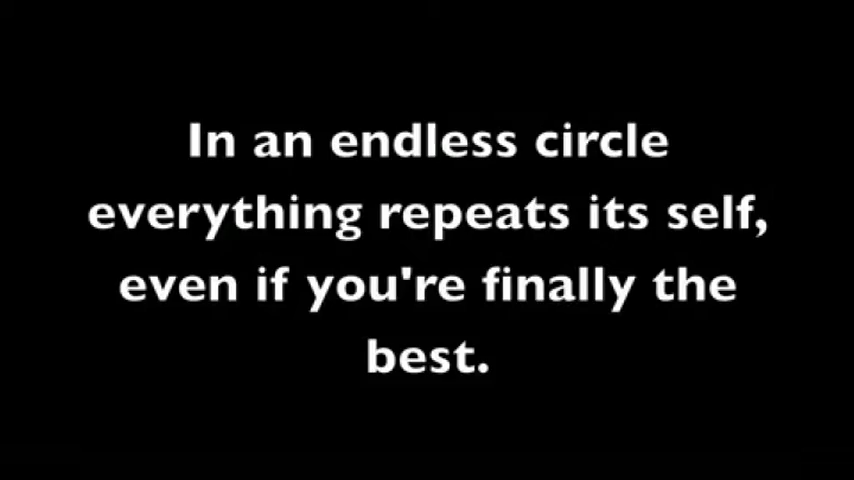 In an endless circle
everything repeats its self,
even if you're finally the
best.